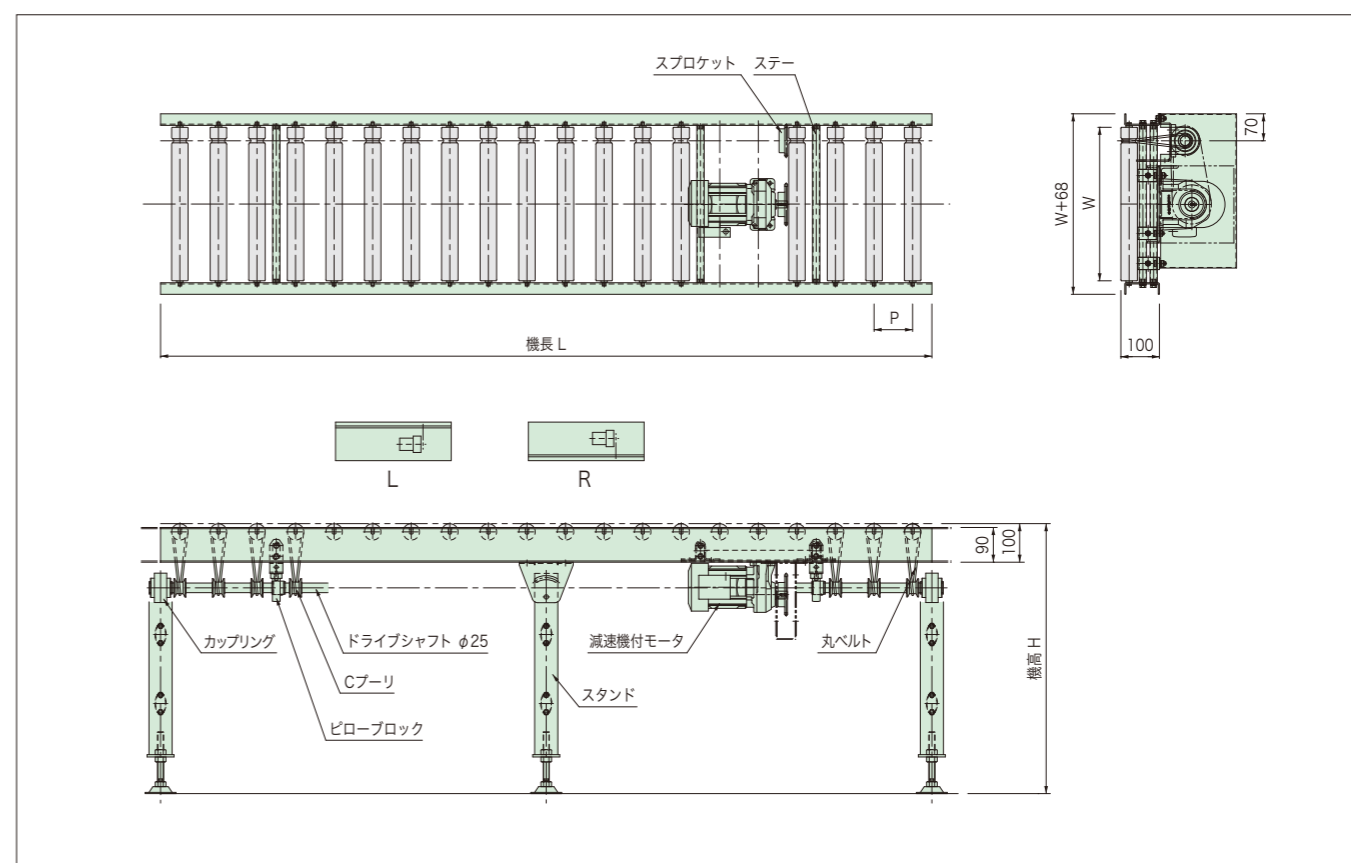 スプロケット
ステー
70
W+68
W
P
100
機長 L
L
R
90
100
カップリング
ドライブシャフト φ25
減速機付モータ
丸ベルト
機高 H
Cプーリ
スタンド
ピローブロック